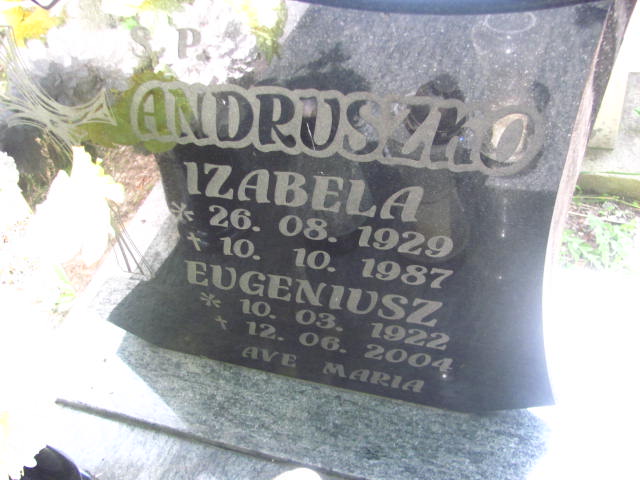 Ś. P.
ANDRUSZKO
IZABELA
* 26. 08. 1929
† 10. 10. 1987
EUGENIUSZ
* 10. 03. 1922
† 12. 06. 2004
AVE MARIA